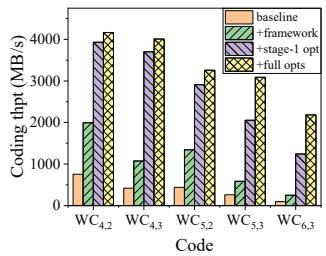 baseline
+framework
+stage-1 opt
+full opts
Coding thpt (MB/s)
4000
3000
2000
1000
0
WC4,2 WC4,3 WC5,2 WC5,3 WC6,3
Code